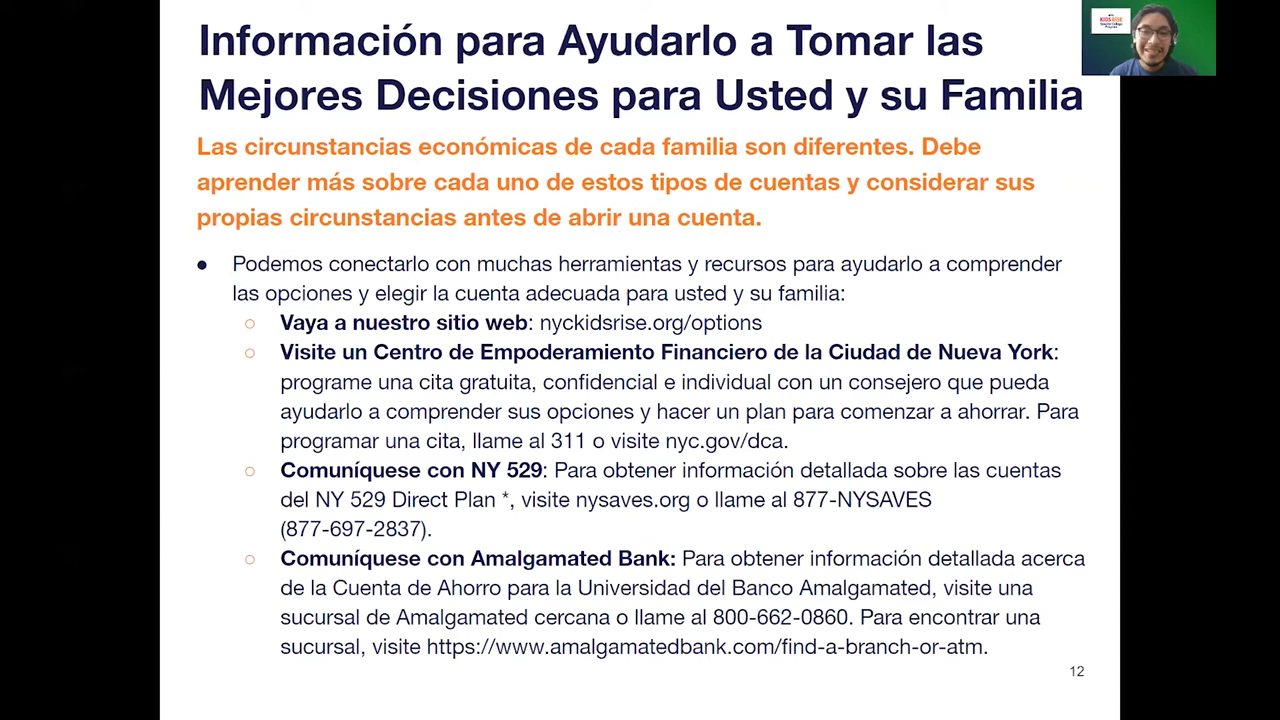 Información para Ayudarlo a Tomar las
Mejores Decisiones para Usted y su Familia
Las circunstancias económicas de cada familia son diferentes. Debe
aprender más sobre cada uno de estos tipos de cuentas y considerar sus
propias circunstancias antes de abrir una cuenta.
● Podemos conectarlo con muchas herramientas y recursos para ayudarlo a comprender
las opciones y elegir la cuenta adecuada para usted y su familia:
○ Vaya a nuestro sitio web: nyckidsrise.org/options
○ Visite un Centro de Empoderamiento Financiero de la Ciudad de Nueva York:
programe una cita gratuita, confidencial e individual con un consejero que pueda
ayudarlo a comprender sus opciones y hacer un plan para comenzar a ahorrar. Para
programar una cita, llame al 311 o visite nyc.gov/dca.
○ Comuníquese con NY 529: Para obtener información detallada sobre las cuentas
del NY 529 Direct Plan *, visite nysaves.org o llame al 877-NYSAVES
(877-697-2837).
○ Comuníquese con Amalgamated Bank: Para obtener información detallada acerca
de la Cuenta de Ahorro para la Universidad del Banco Amalgamated, visite una
sucursal de Amalgamated cercana o llame al 800-662-0860. Para encontrar una
sucursal, visite https://www.amalgamatedbank.com/find-a-branch-or-atm.
12
KIDS RISE